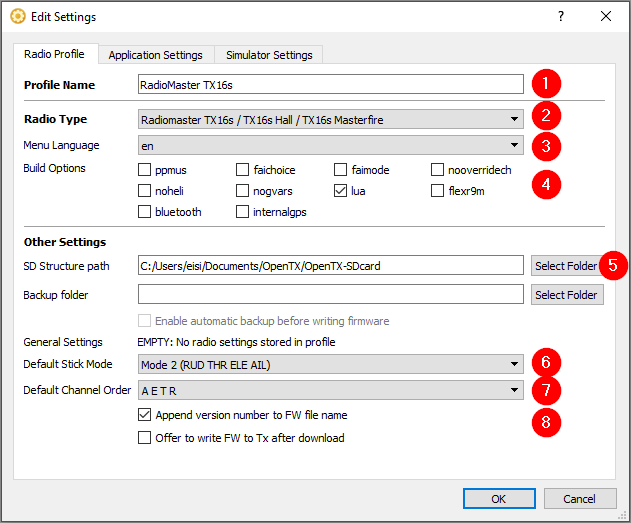 Edit Settings ?
Radio Profile Application Settings Simulator Settings
Profile Name RadioMaster TX16s 1
Radio Type Radiomaster TX16s / TX16s Hall / TX16s Masterfire 2
Menu Language en 3
Build Options ppmus faichoice faimode nooverridech
noheli nogvars lua flexr9m 4
bluetooth internalgps
Other Settings
SD Structure path C:/Users/eisi/Documents/OpenTX/OpenTX-SDcard Select Folder 5
Backup folder Select Folder
Enable automatic backup before writing firmware
General Settings EMPTY: No radio settings stored in profile
Default Stick Mode Mode 2 (RUD THR ELE AIL) 6
Default Channel Order A E T R 7
Append version number to FW file name 8
Offer to write FW to Tx after download
OK Cancel